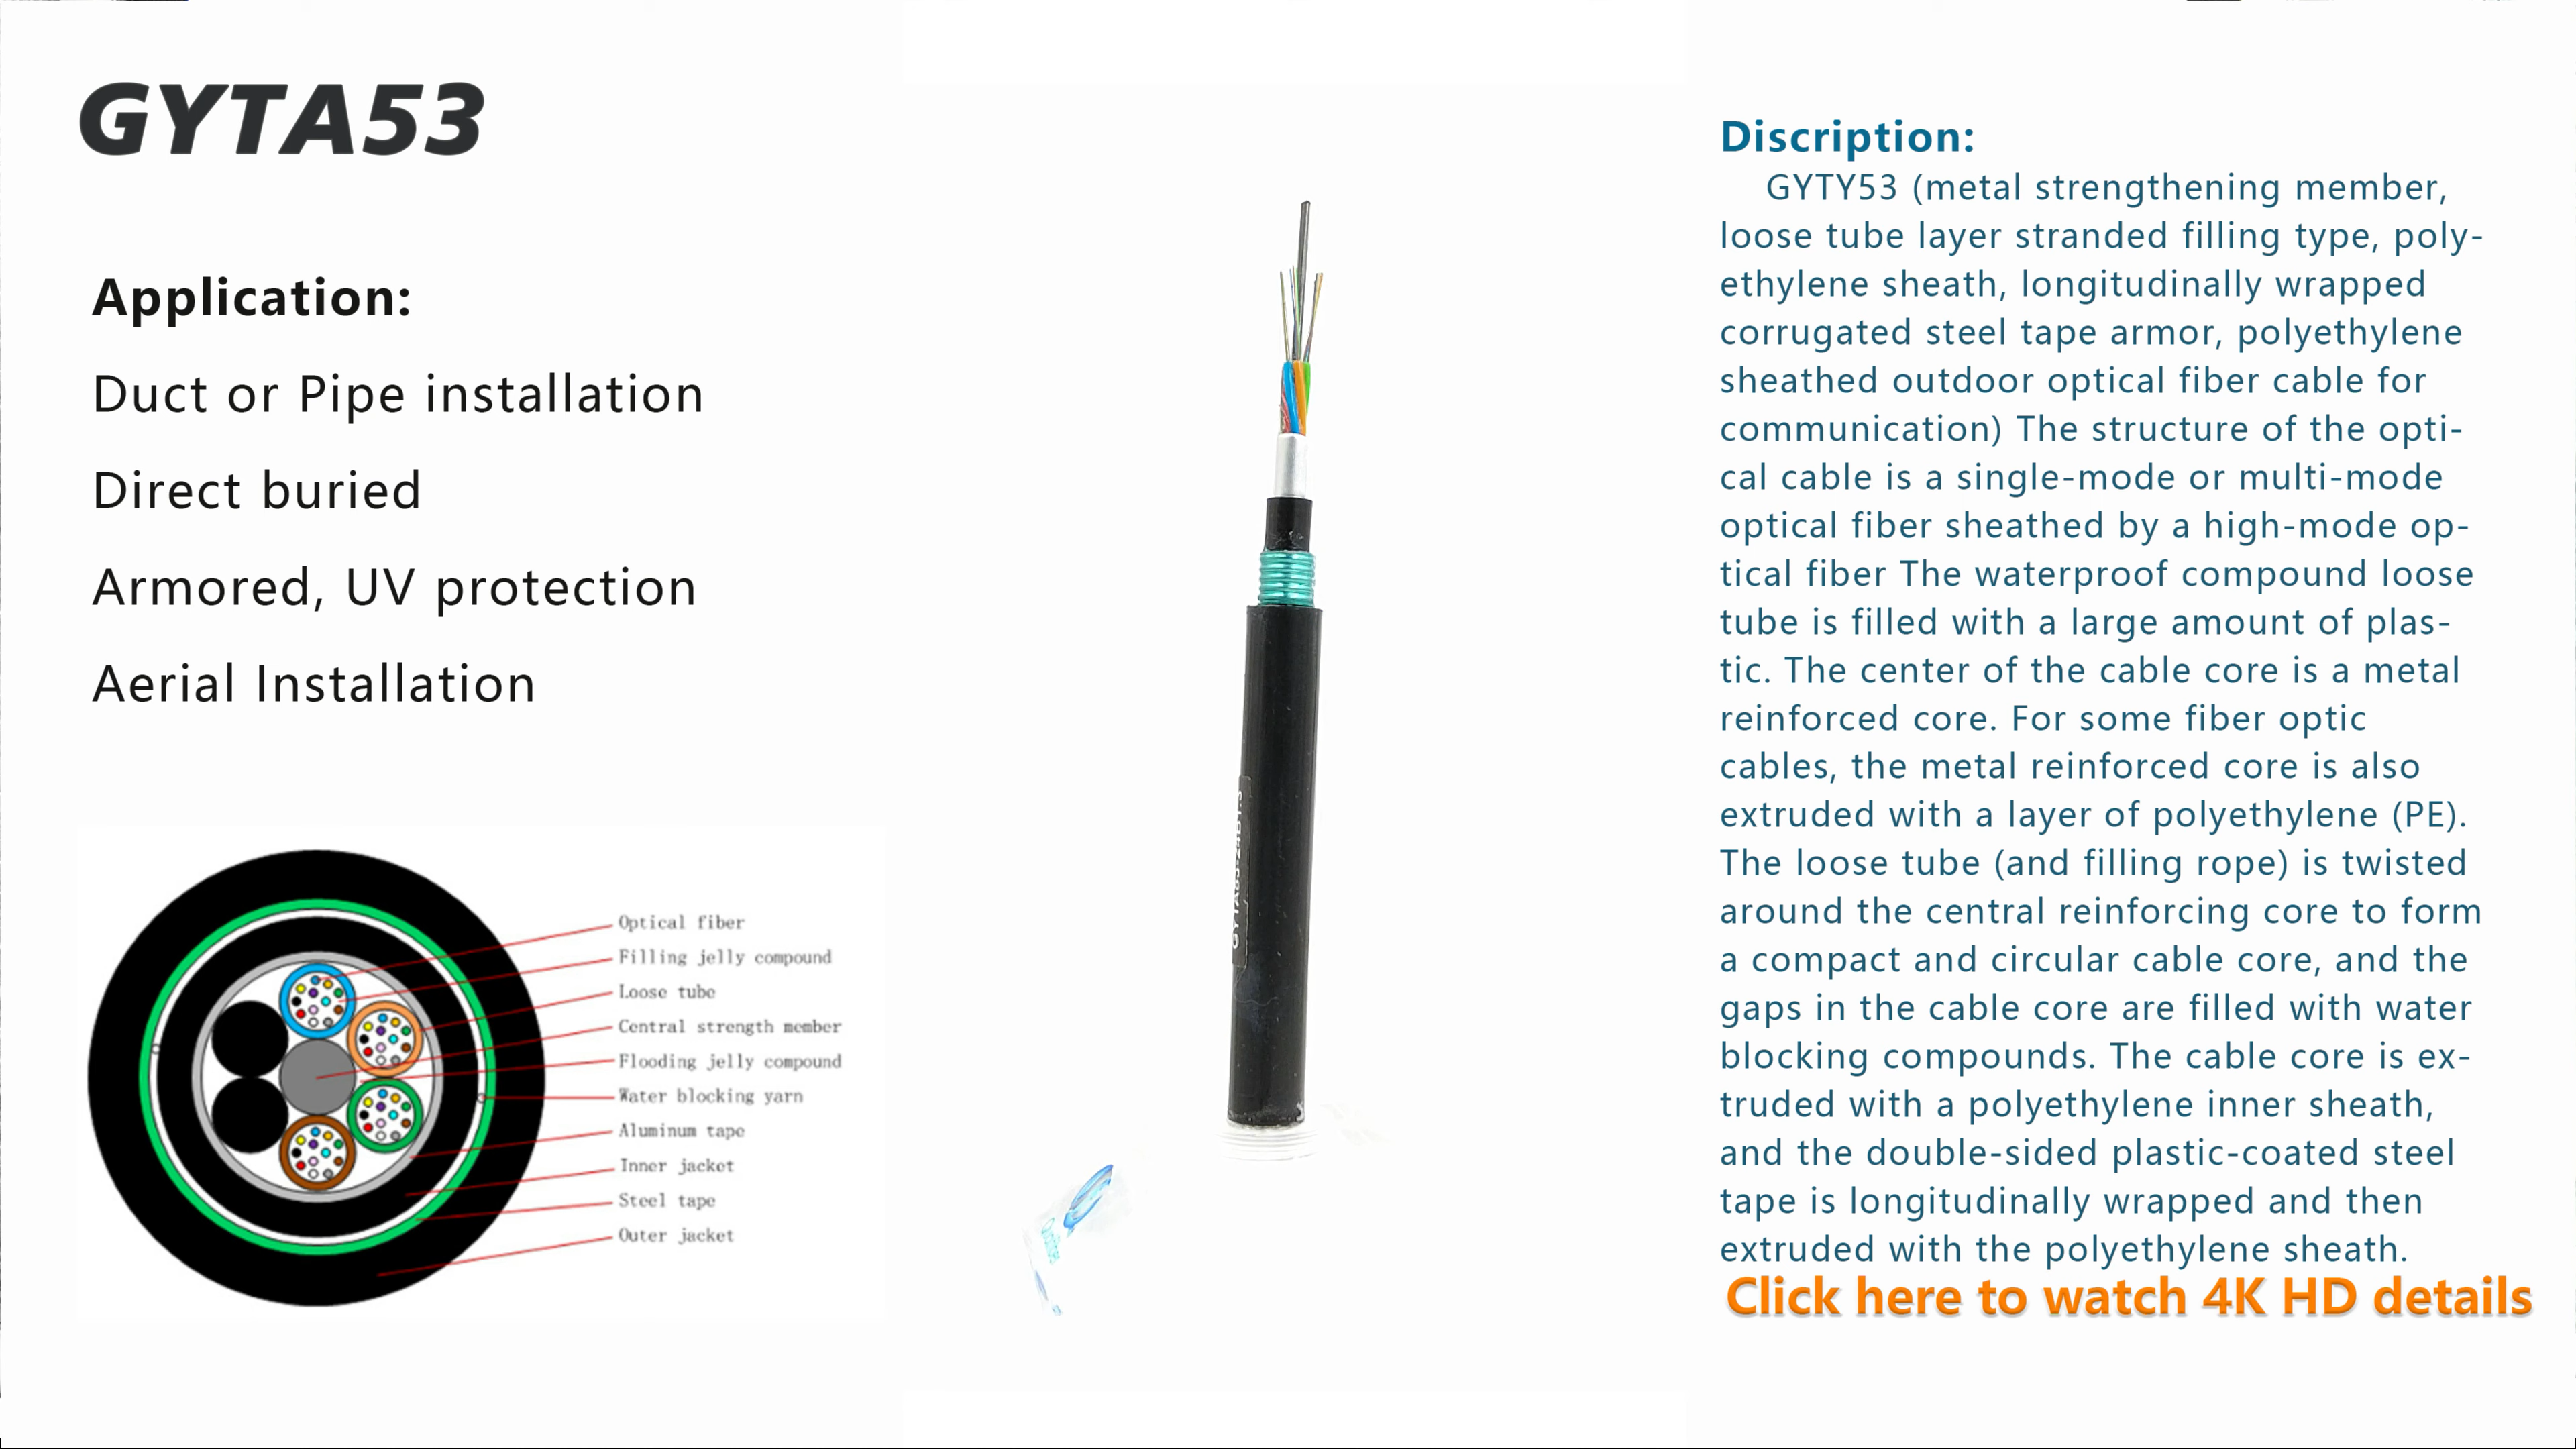 GYTA53
Application:
Duct or Pipe installation
Direct buried
Armored, UV protection
Aerial Installation
Optical fiber
Filling jelly compound
Loose tube
Central strength member
Flooding jelly compound
Water blocking yarn
Aluminum tape
Inner jacket
Steel tape
Outer jacket
Discription:
GYTY53 (metal strengthening member,
loose tube layer stranded filling type, poly-
ethylene sheath, longitudinally wrapped
corrugated steel tape armor, polyethylene
sheathed outdoor optical fiber cable for
communication) The structure of the opti-
cal cable is a single-mode or multi-mode
optical fiber sheathed by a high-mode op-
tical fiber The waterproof compound loose
tube is filled with a large amount of plas-
tic. The center of the cable core is a metal
reinforced core. For some fiber optic
cables, the metal reinforced core is also
extruded with a layer of polyethylene (PE).
The loose tube (and filling rope) is twisted
around the central reinforcing core to form
a compact and circular cable core, and the
gaps in the cable core are filled with water
blocking compounds. The cable core is ex-
truded with a polyethylene inner sheath,
and the double-sided plastic-coated steel
tape is longitudinally wrapped and then
extruded with the polyethylene sheath.
Click here to watch 4K HD details